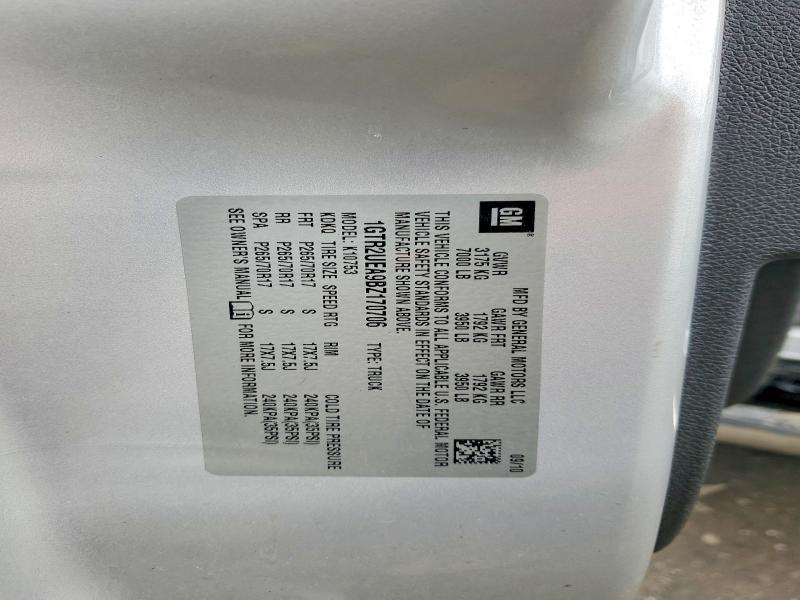 GM®
MFD BY GENERAL MOTORS LLC 09/10
GVWR GAWR FRT GAWR RR
3175 KG 1792 KG 1792 KG
7000 LB 3950 LB 3950 LB
THIS VEHICLE CONFORMS TO ALL APPLICABLE U.S. FEDERAL MOTOR
VEHICLE SAFETY STANDARDS IN EFFECT ON THE DATE OF
MANUFACTURE SHOWN ABOVE.
1GTR2UEA9BZ170706 TYPE: TRUCK
MODEL: K10753
KDKQ TIRE SIZE SPEED RTG RIM COLD TIRE PRESSURE
FRT P265/70R17 S 17X7.5J 240KPA(35PSI)
RR P265/70R17 S 17X7.5J 240KPA(35PSI)
SPA P265/70R17 S 17X7.5J 240KPA(35PSI)
SEE OWNER'S MANUAL FOR MORE INFORMATION.